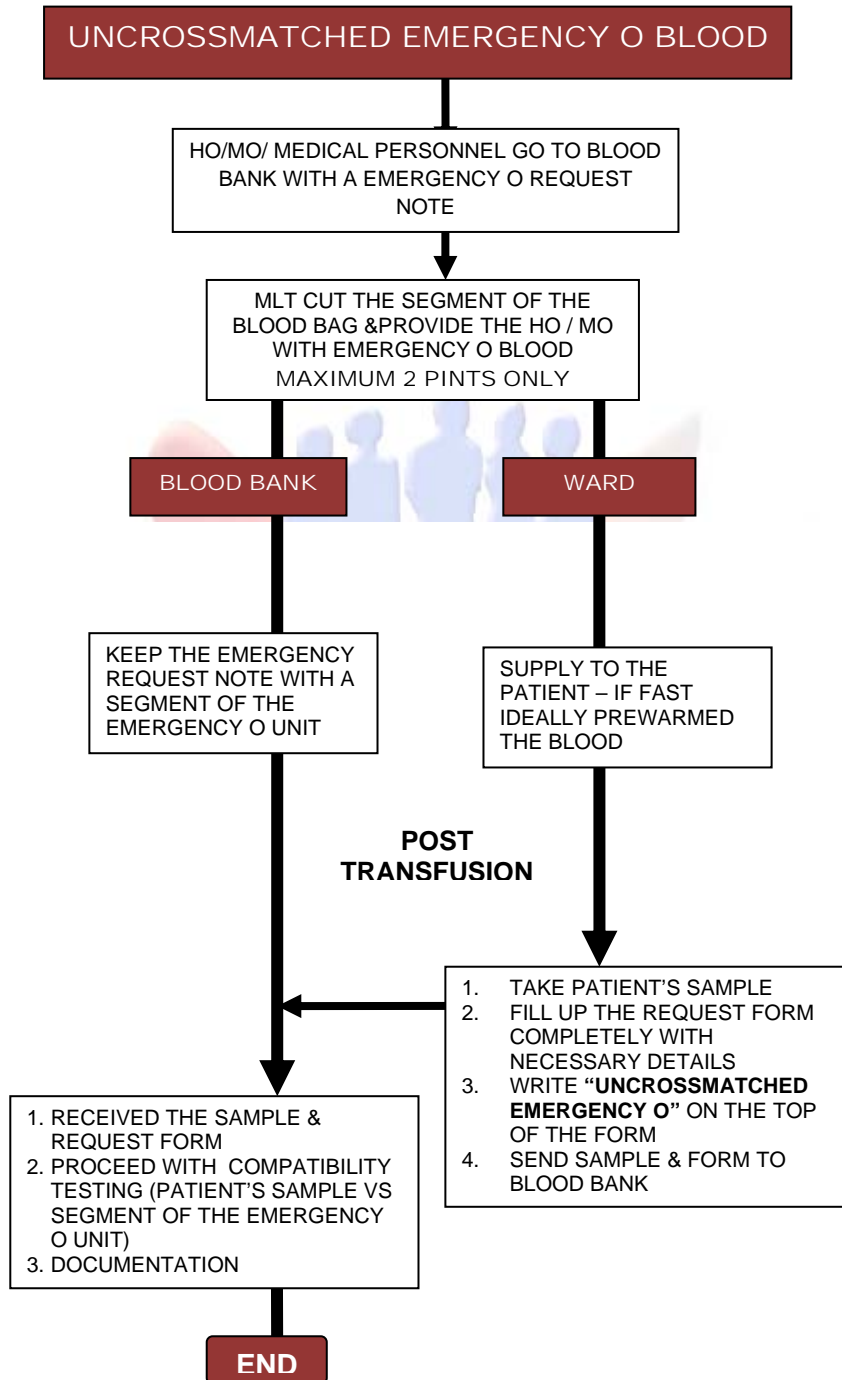 UNCROSSMATCHED EMERGENCY O BLOOD
HO/MO/ MEDICAL PERSONNEL GO TO BLOOD
BANK WITH A EMERGENCY O REQUEST
NOTE
MLT CUT THE SEGMENT OF THE
BLOOD BAG &PROVIDE THE HO / MO
WITH EMERGENCY O BLOOD
MAXIMUM 2 PINTS ONLY
BLOOD BANK
WARD
KEEP THE EMERGENCY
REQUEST NOTE WITH A
SEGMENT OF THE
EMERGENCY O UNIT
SUPPLY TO THE
PATIENT – IF FAST
IDEALLY PREWARMED
THE BLOOD
POST
TRANSFUSION
1. TAKE PATIENT'S SAMPLE
2. FILL UP THE REQUEST FORM
COMPLETELY WITH
NECESSARY DETAILS
3. WRITE “UNCROSSMATCHED
EMERGENCY O” ON THE TOP
OF THE FORM
4. SEND SAMPLE & FORM TO
BLOOD BANK
1. RECEIVED THE SAMPLE &
REQUEST FORM
2. PROCEED WITH COMPATIBILITY
TESTING (PATIENT'S SAMPLE VS
SEGMENT OF THE EMERGENCY
O UNIT)
3. DOCUMENTATION
END